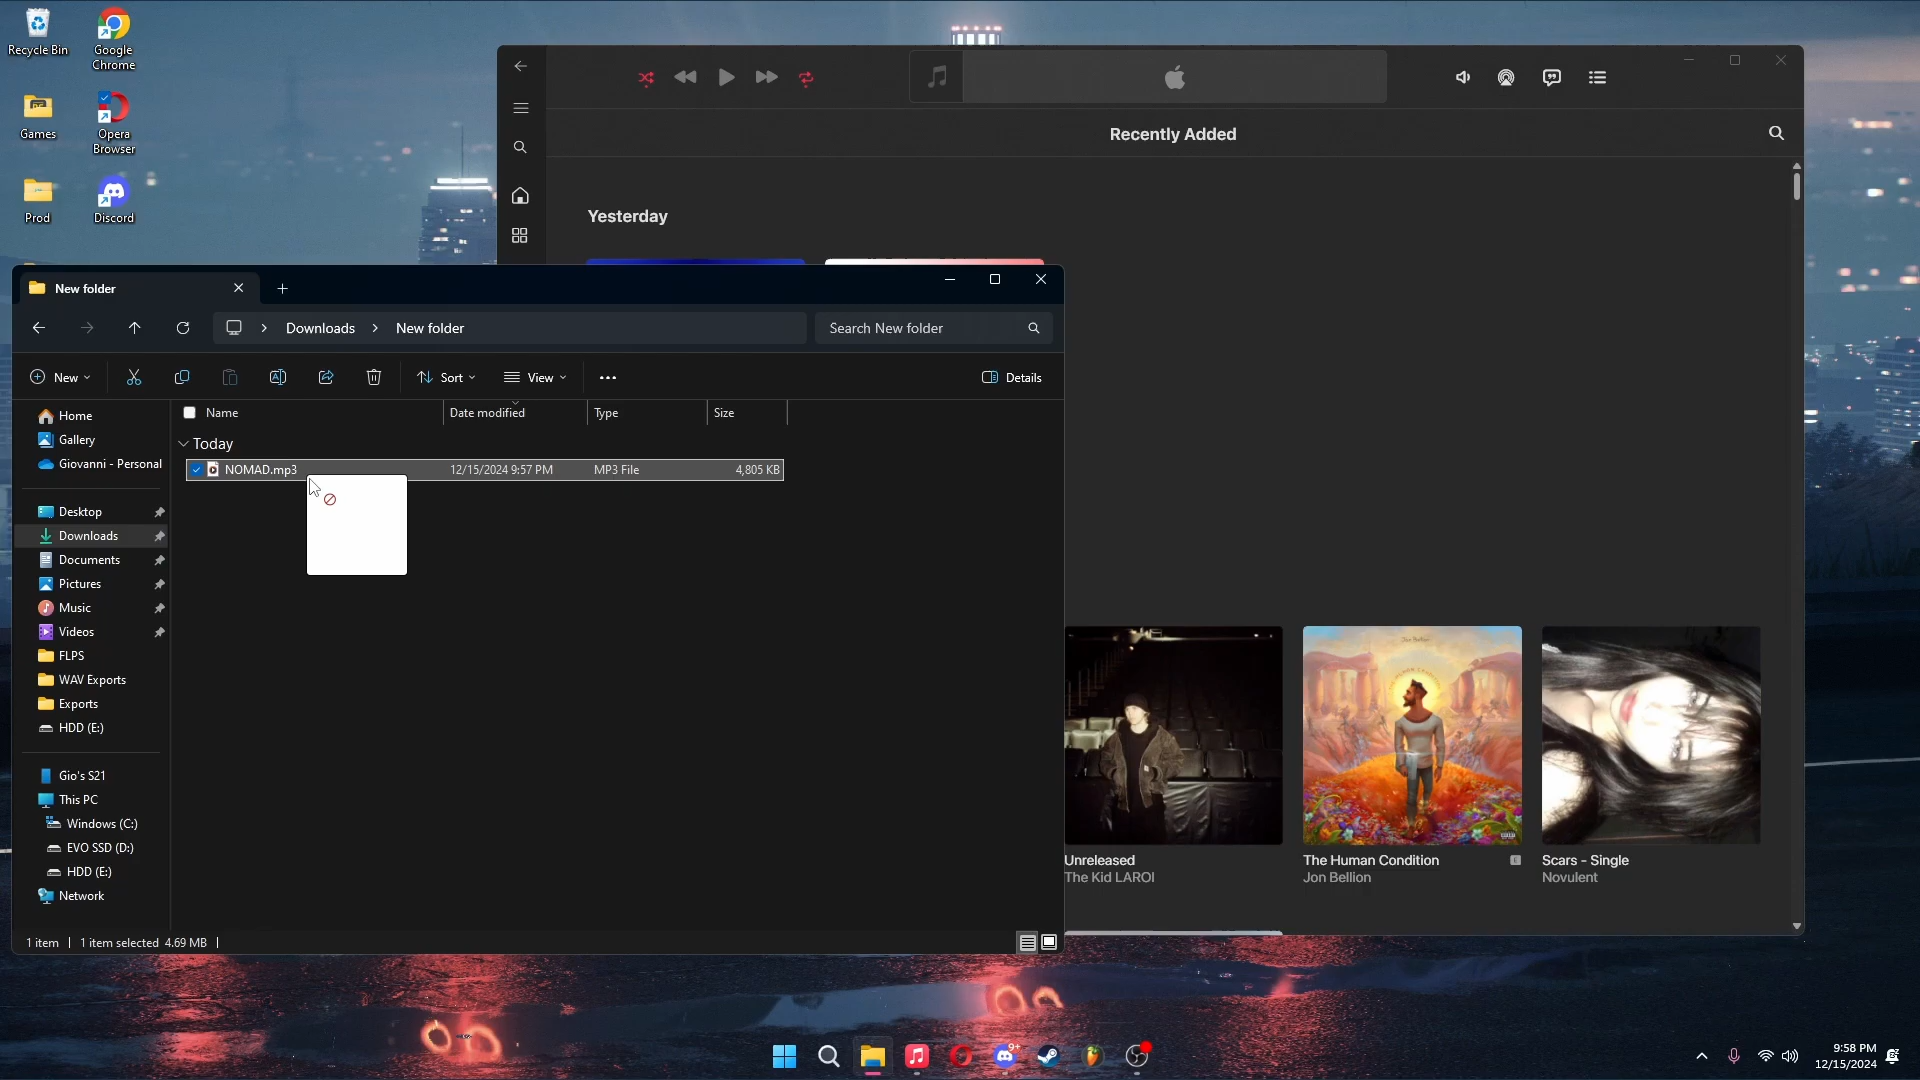 Recycle Bin
Google
Chrome
Games
Opera
Browser
Prod
Discord
Recently Added
Yesterday
New folder
Downloads
New folder
Search New folder
New
Sort
View
Details
Name
Date modified
Type
Size
Home
Gallery
Giovanni - Personal
Desktop
Downloads
Documents
Pictures
Music
Videos
FLPS
WAV Exports
Exports
HDD (E:)
Gio's S21
This PC
Windows (C:)
EVO SSD (D:)
HDD (E:)
Network
Today
NOMAD.mp3 12/15/2024 9:57 PM MP3 File 4,805 KB
1 item 1 item selected 4.69 MB
Unreleased
The Kid LAROI
The Human Condition
Jon Bellion
Scars - Single
Novulent
9+
9:58 PM
12/15/2024